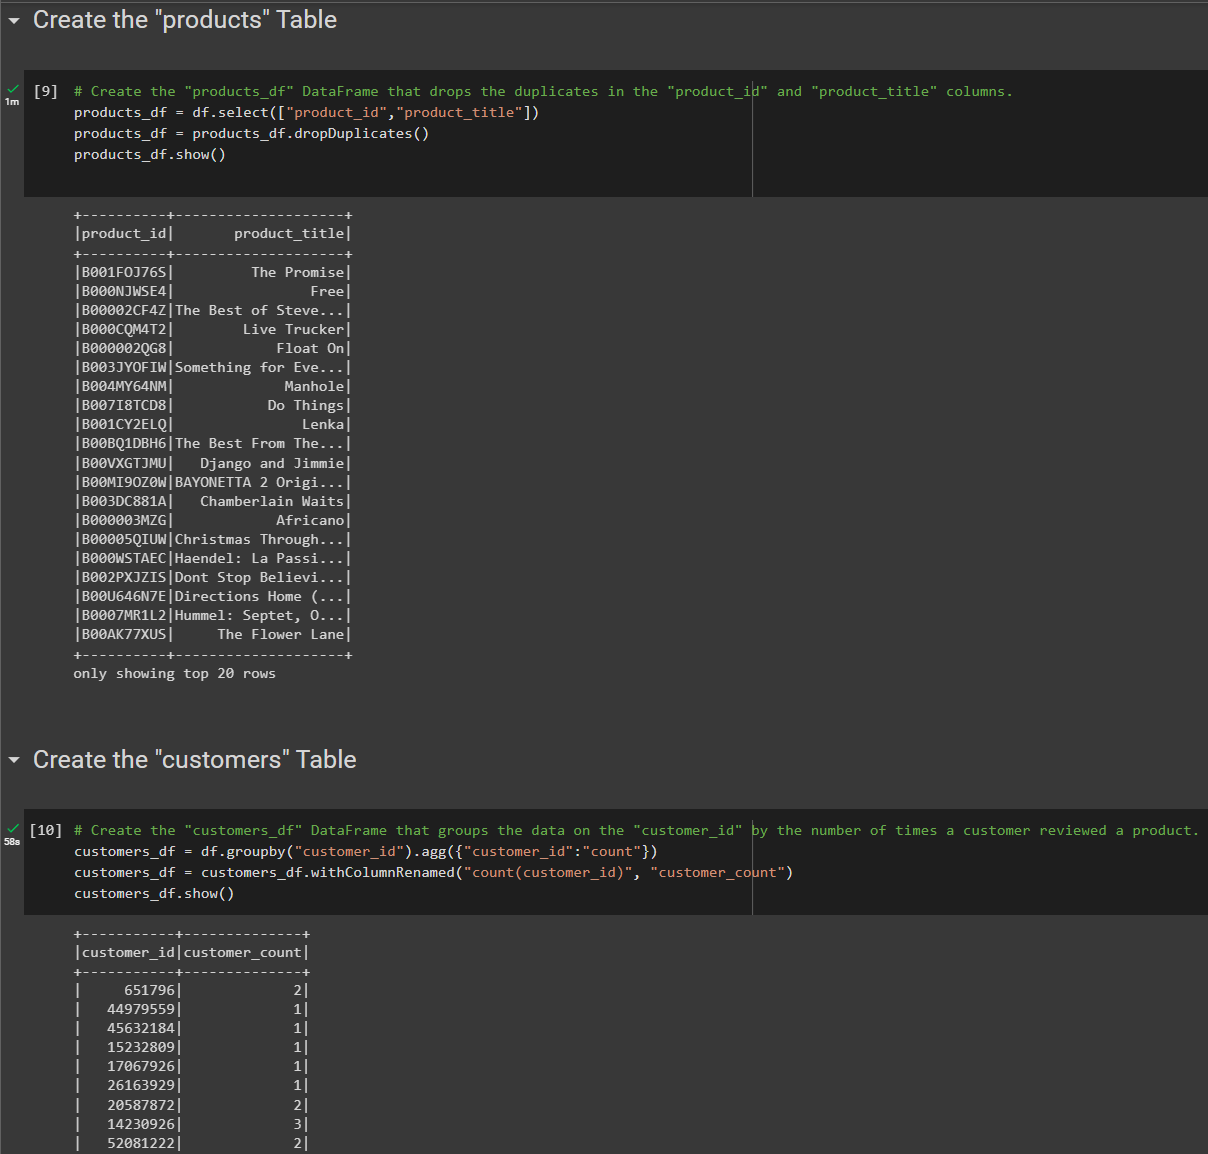 Create the "products" Table
[9] # Create the "products_df" DataFrame that drops the duplicates in the "product_id" and "product_title" columns.
1m
products_df = df.select(["product_id","product_title"])
products_df = products_df.dropDuplicates()
products_df.show()
+----------+--------------------+
|product_id|       product_title|
+----------+--------------------+
|B001FOJ76S|         The Promise|
|B000NJWSE4|                Free|
|B00002CF4Z|The Best of Steve...|
|B000CQM4T2|        Live Trucker|
|B000002QG8|            Float On|
|B003JYOFIW|Something for Eve...|
|B004MY64NM|             Manhole|
|B007I8TCD8|           Do Things|
|B001CY2ELQ|               Lenka|
|B00BQ1DBH6|The Best From The...|
|B00VXGTJMU|   Django and Jimmie|
|B00MI9OZ0W|BAYONETTA 2 Origi...|
|B003DC881A|   Chamberlain Waits|
|B000003MZG|            Africano|
|B00005QIUW|Christmas Through...|
|B000WSTAEC|Haendel: La Passi...|
|B002PXJZIS|Dont Stop Believi...|
|B00U646N7E|Directions Home (...|
|B0007MR1L2|Hummel: Septet, O...|
|B00AK77XUS|     The Flower Lane|
+----------+--------------------+
only showing top 20 rows
Create the "customers" Table
[10] # Create the "customers_df" DataFrame that groups the data on the "customer_id" by the number of times a customer reviewed a product.
58s
customers_df = df.groupby("customer_id").agg({"customer_id":"count"})
customers_df = customers_df.withColumnRenamed("count(customer_id)", "customer_count")
customers_df.show()
+-----------+--------------+
|customer_id|customer_count|
+-----------+--------------+
|     651796|             2|
|   44979559|             1|
|   45632184|             1|
|   15232809|             1|
|   17067926|             1|
|   26163929|             1|
|   20587872|             2|
|   14230926|             3|
|   52081222|             2|